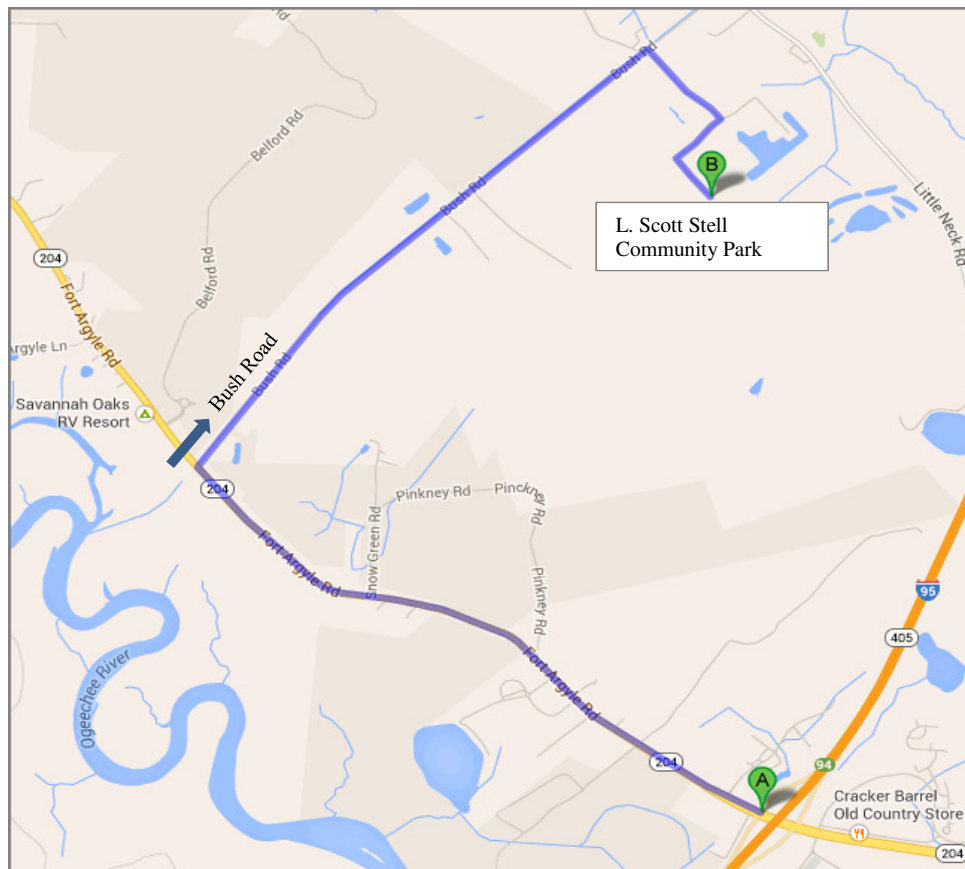 Bush Rd
Belford Rd
B
Little Neck Rd
Bush Rd
L. Scott Stell
Community Park
204
Belford Rd
Fort Argyle Rd
Argyle Ln
Bush Road
Bush Rd
Savannah Oaks
RV Resort
204
Pinkney Rd
Pinckney Rd
Snow Green Rd
Fort Argyle Rd
Pinkney Rd
95
405
Ogeechee River
Fort Argyle Rd
204
94
A
Cracker Barrel
Old Country Store
204